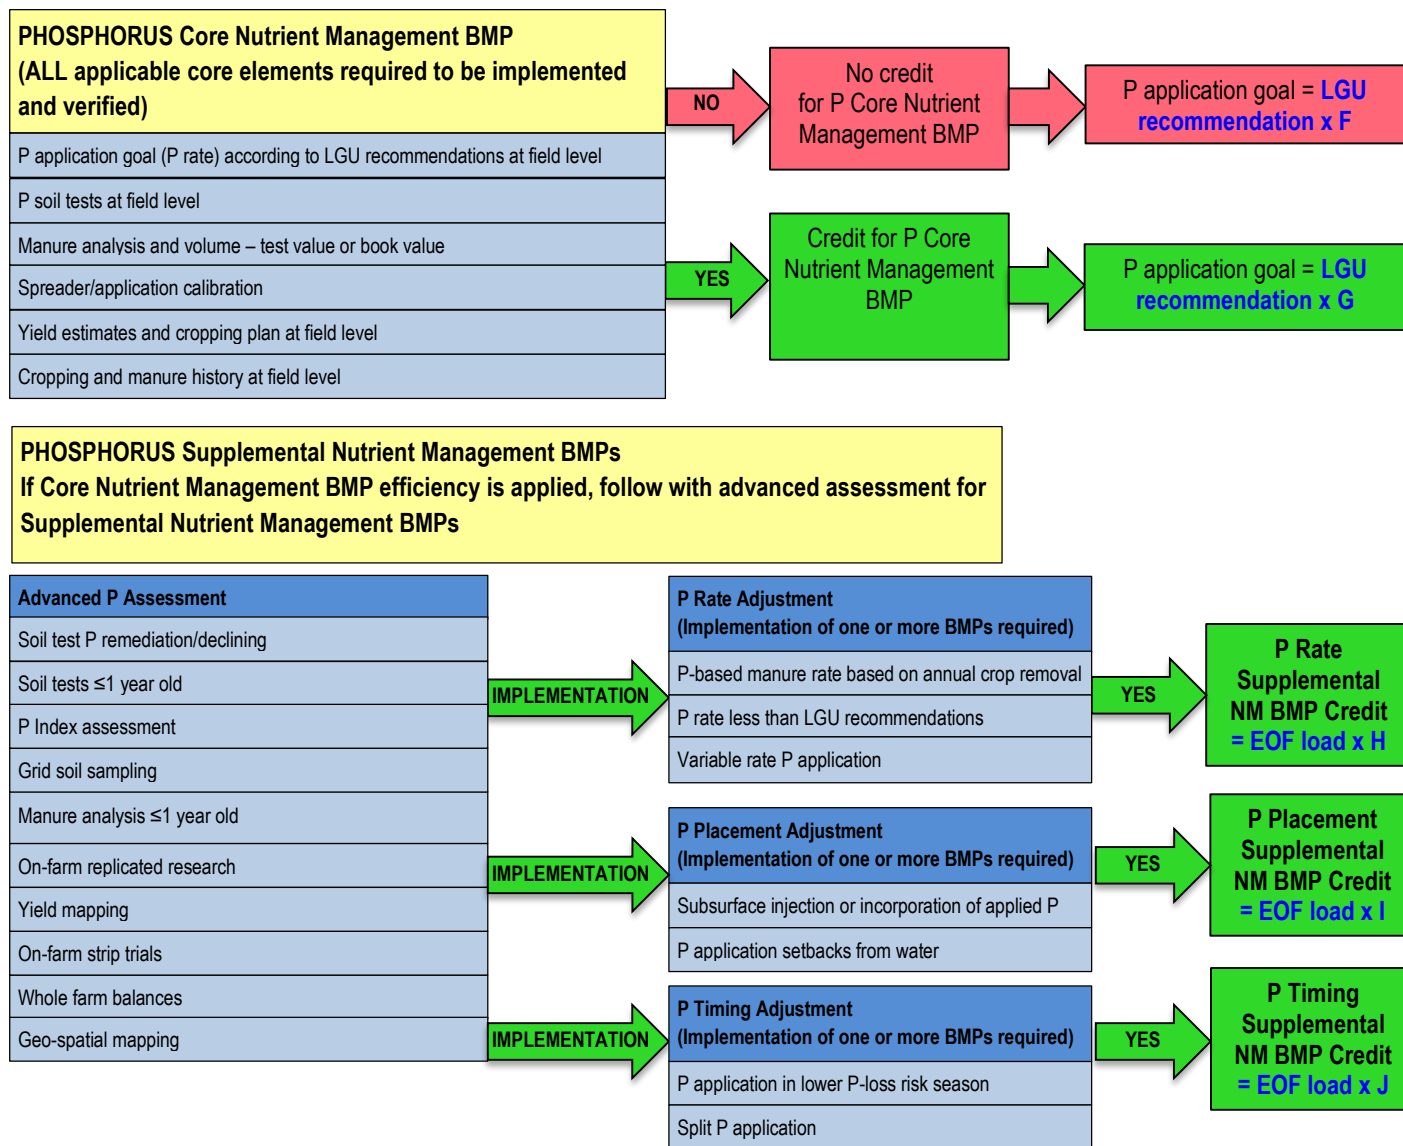 PHOSPHORUS Core Nutrient Management BMP
(ALL applicable core elements required to be implemented
and verified)
P application goal (P rate) according to LGU recommendations at field level
P soil tests at field level
Manure analysis and volume – test value or book value
Spreader/application calibration
Yield estimates and cropping plan at field level
Cropping and manure history at field level
NO
No credit
for P Core Nutrient
Management BMP
P application goal = LGU
recommendation x F
YES
Credit for P Core
Nutrient Management
BMP
P application goal = LGU
recommendation x G
PHOSPHORUS Supplemental Nutrient Management BMPs
If Core Nutrient Management BMP efficiency is applied, follow with advanced assessment for
Supplemental Nutrient Management BMPs
Advanced P Assessment
Soil test P remediation/declining
Soil tests ≤1 year old
P Index assessment
Grid soil sampling
Manure analysis ≤1 year old
On-farm replicated research
Yield mapping
On-farm strip trials
Whole farm balances
Geo-spatial mapping
IMPLEMENTATION
P Rate Adjustment
(Implementation of one or more BMPs required)
P-based manure rate based on annual crop removal
P rate less than LGU recommendations
Variable rate P application
YES
P Rate
Supplemental
NM BMP Credit
= EOF load x H
IMPLEMENTATION
P Placement Adjustment
(Implementation of one or more BMPs required)
Subsurface injection or incorporation of applied P
P application setbacks from water
YES
P Placement
Supplemental
NM BMP Credit
= EOF load x I
IMPLEMENTATION
P Timing Adjustment
(Implementation of one or more BMPs required)
P application in lower P-loss risk season
Split P application
YES
P Timing
Supplemental
NM BMP Credit
= EOF load x J